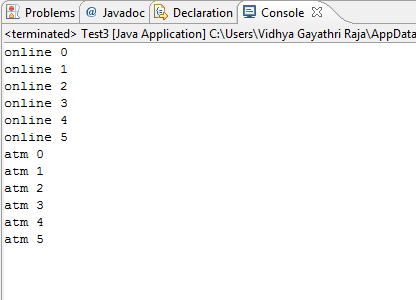 Problems @ Javadoc Declaration Console
<terminated> Test3 [Java Application] C:\Users\Vidhya Gayathri Raja\AppData
online 0
online 1
online 2
online 3
online 4
online 5
atm 0
atm 1
atm 2
atm 3
atm 4
atm 5